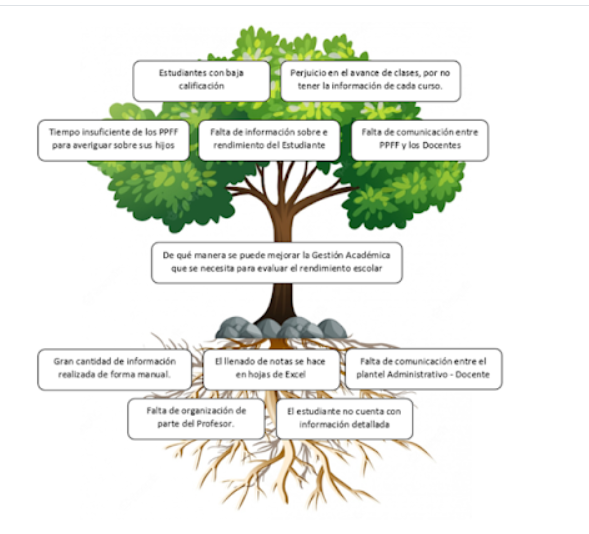 Estudiantes con baja
calificación
Perjuicio en el avance de clases, por no
tener la información de cada curso.
Tiempo insuficiente de los PPFF
para averiguar sobre sus hijos
Falta de información sobre e
rendimiento del Estudiante
Falta de comunicación entre
PPFF y los Docentes
De qué manera se puede mejorar la Gestión Académica
que se necesita para evaluar el rendimiento escolar
Gran cantidad de información
realizada de forma manual.
El llenado de notas se hace
en hojas de Excel
Falta de comunicación entre el
plantel Administrativo - Docente
Falta de organización de
parte del Profesor.
El estudiante no cuenta con
información detallada